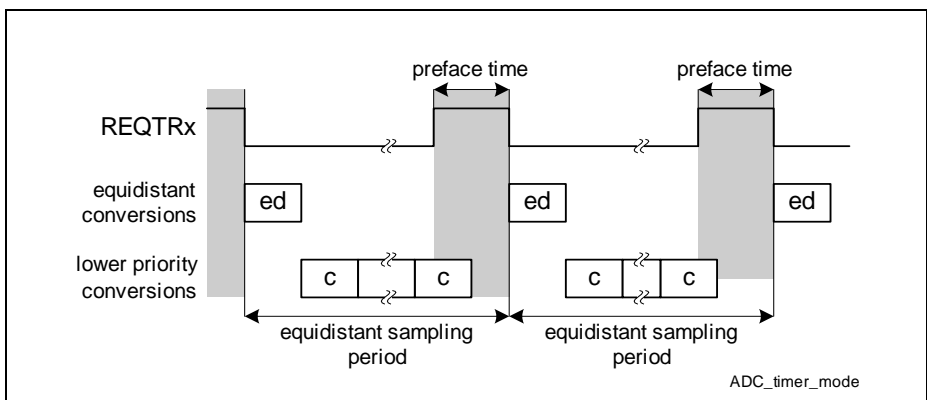 preface time
preface time
REQTRx
equidistant
conversions
ed
ed
ed
lower priority
conversions
c
c
c
c
equidistant sampling
period
equidistant sampling
period
ADC_timer_mode